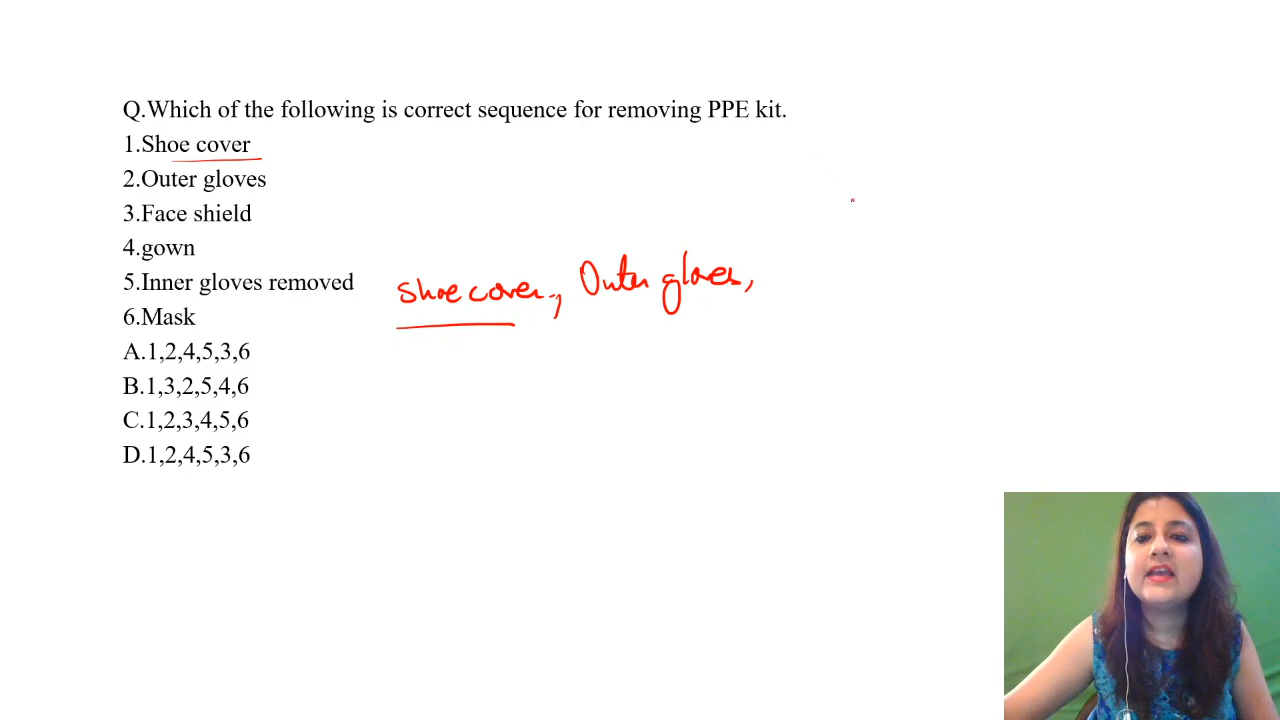 Q.Which of the following is correct sequence for removing PPE kit.
1.Shoe cover
2.Outer gloves
3.Face shield
4.gown
5.Inner gloves removed
6.Mask
A.1,2,4,5,3,6
B.1,3,2,5,4,6
C.1,2,3,4,5,6
D.1,2,4,5,3,6
Shoe cover, Outer gloves,